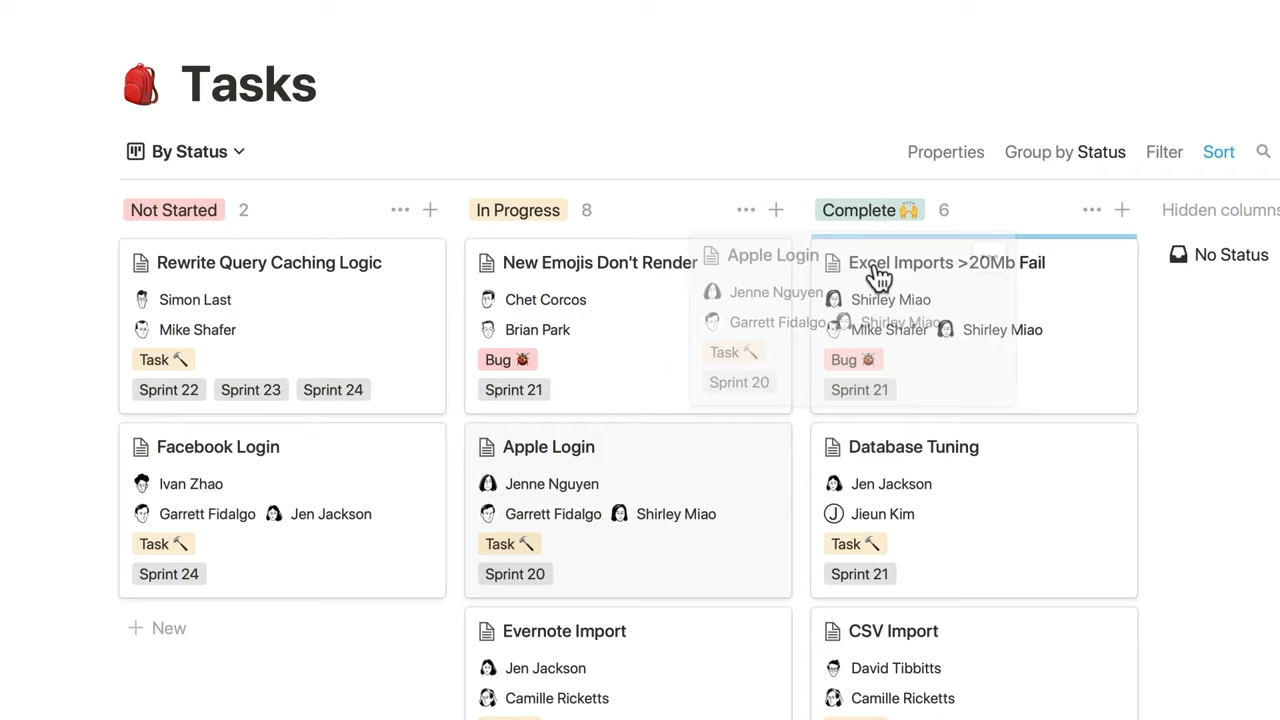 Tasks
By Status
Properties Group by Status Filter Sort
Not Started 2
Rewrite Query Caching Logic
Simon Last
Mike Shafer
Task
Sprint 22 Sprint 23 Sprint 24
Facebook Login
Ivan Zhao
Garrett Fidalgo Jen Jackson
Task
Sprint 24
New
In Progress 8
New Emojis Don't Render
Chet Corcos
Brian Park
Bug
Sprint 21
Apple Login
Jenne Nguyen
Garrett Fidalgo Shirley Miao
Task
Sprint 20
Evernote Import
Jen Jackson
Camille Ricketts
Apple Login
Jenne Nguyen
Garrett Fidalgo Shirley Miao
Task
Sprint 20
Complete 6
Excel Imports >20Mb Fail
Shirley Miao
Mike Shafer Shirley Miao
Bug
Sprint 21
Database Tuning
Jen Jackson
J Jieun Kim
Task
Sprint 21
CSV Import
David Tibbitts
Camille Ricketts
Hidden columns
No Status